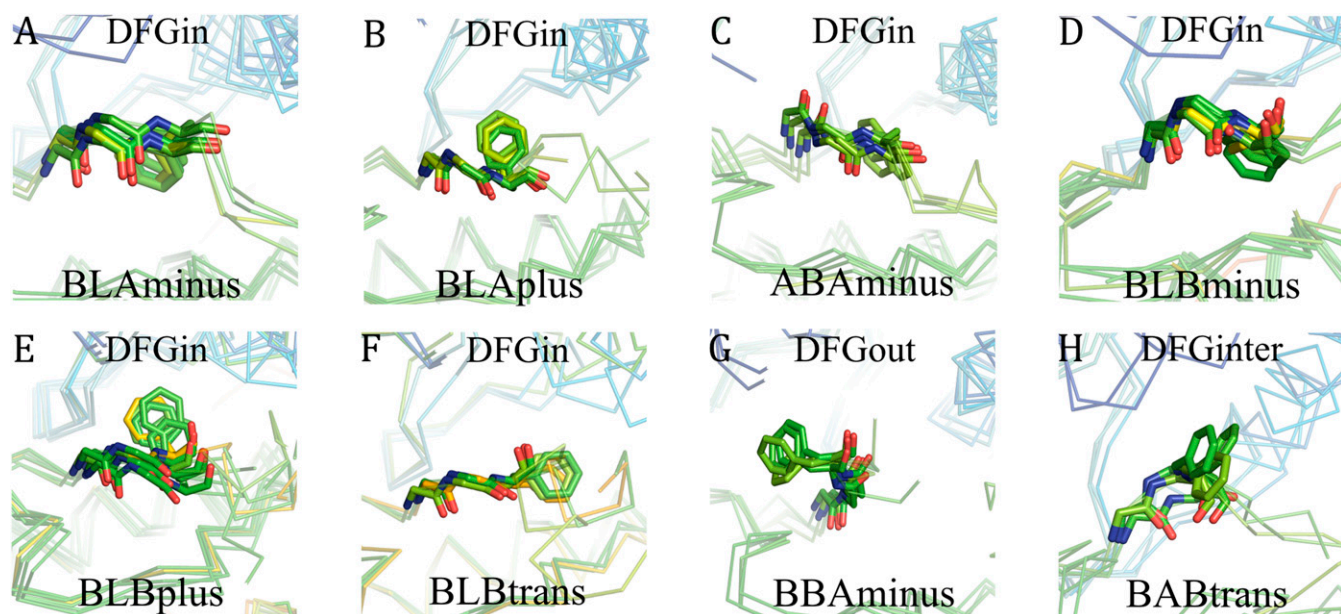 A DFGin
BLAminus
B DFGin
BLAplus
C DFGin
ABAminus
D DFGin
BLBminus
E DFGin
BLBplus
F DFGin
BLBtrans
G DFGout
BBAminus
H DFGinter
BABtrans